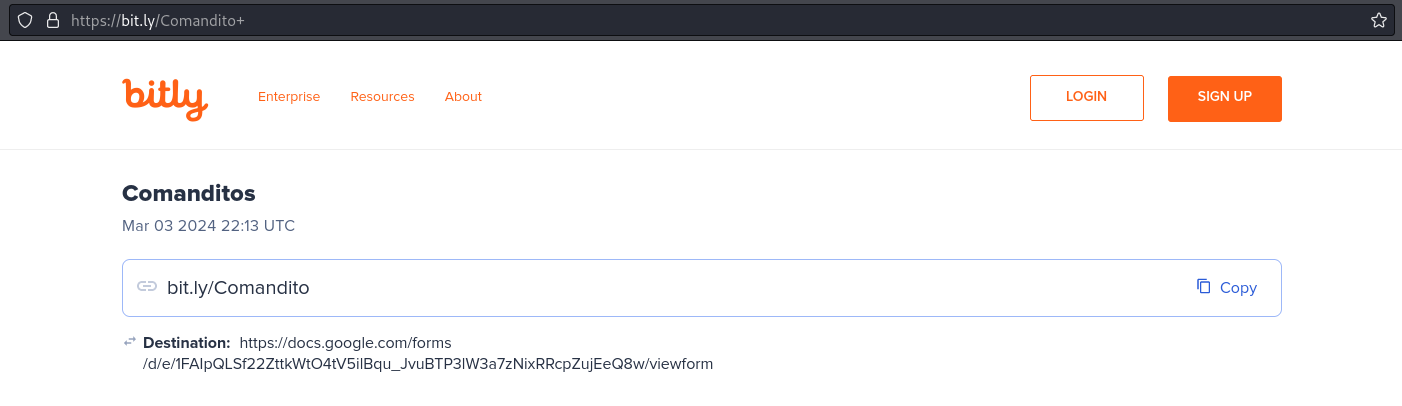 https://bit.ly/Comandito+
bitly
Enterprise Resources About
LOGIN
SIGN UP
Comanditos
Mar 03 2024 22:13 UTC
bit.ly/Comandito
Copy
Destination: https://docs.google.com/forms
/d/e/1FAIpQLSf22ZttkWtO4tV5ilBqu_JvuBTP3lW3a7zNixRRcpZujEeQ8w/viewform